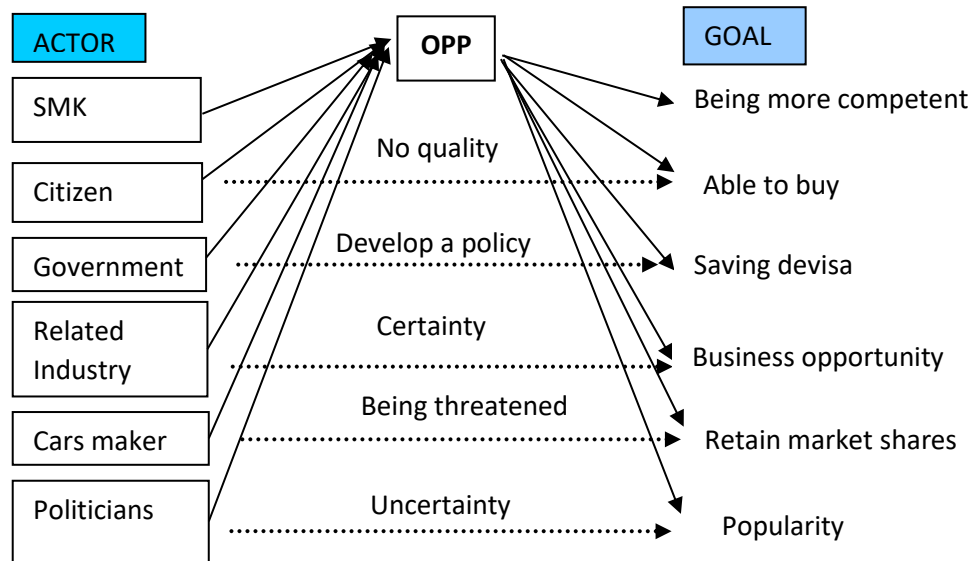 ACTOR
OPP
GOAL
SMK
Being more competent
No quality
Citizen
Able to buy
Develop a policy
Government
Saving devisa
Related
Industry
Certainty
Business opportunity
Being threatened
Cars maker
Retain market shares
Politicians
Uncertainty
Popularity